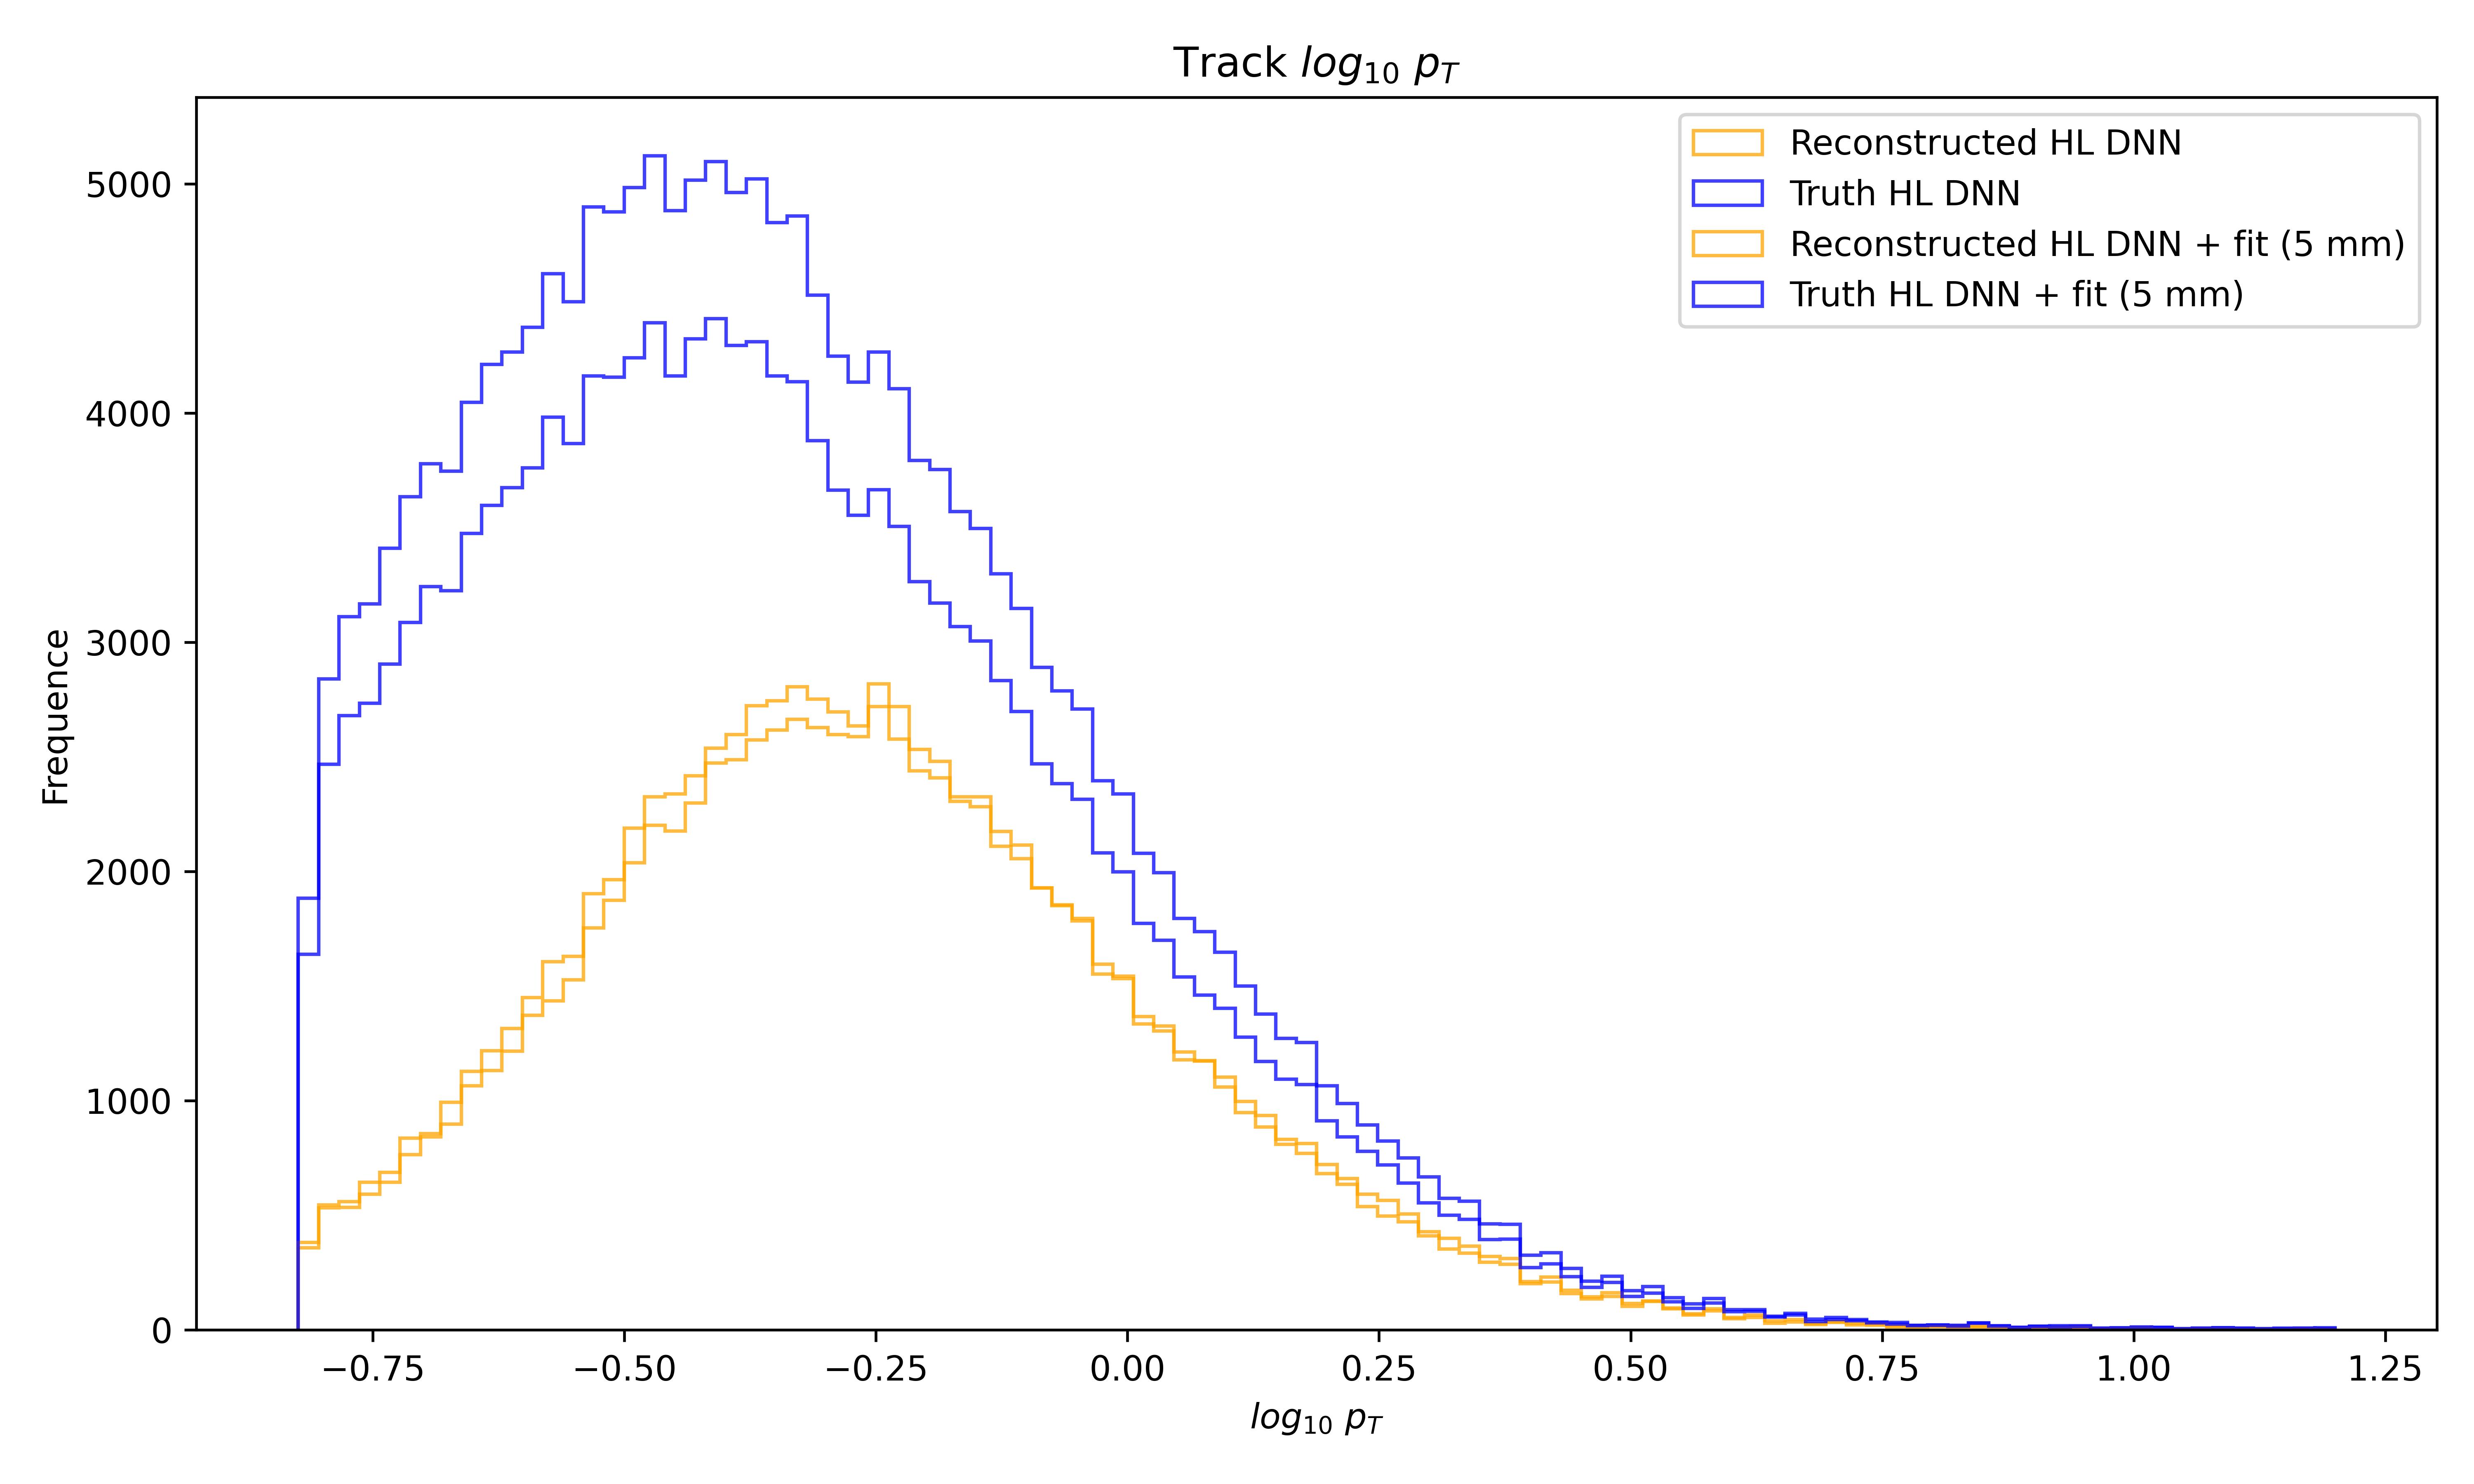 Track log₁₀ p_T
Reconstructed HL DNN
Truth HL DNN
Reconstructed HL DNN + fit (5 mm)
Truth HL DNN + fit (5 mm)
Frequence
5000
4000
3000
2000
1000
0
−0.75 −0.50 −0.25 0.00 0.25 0.50 0.75 1.00 1.25
log₁₀ p_T